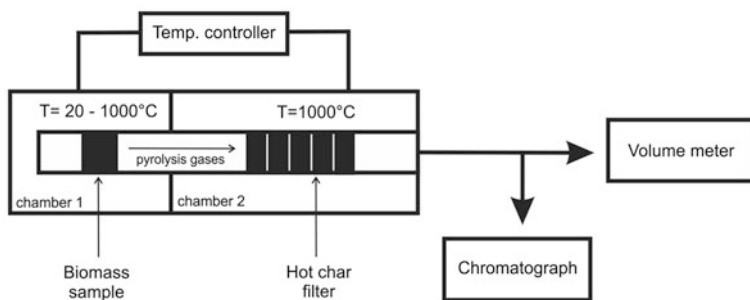 Temp. controller
T= 20 - 1000°C
T=1000°C
pyrolysis gases
chamber 1
chamber 2
Volume meter
Biomass
sample
Hot char
filter
Chromatograph